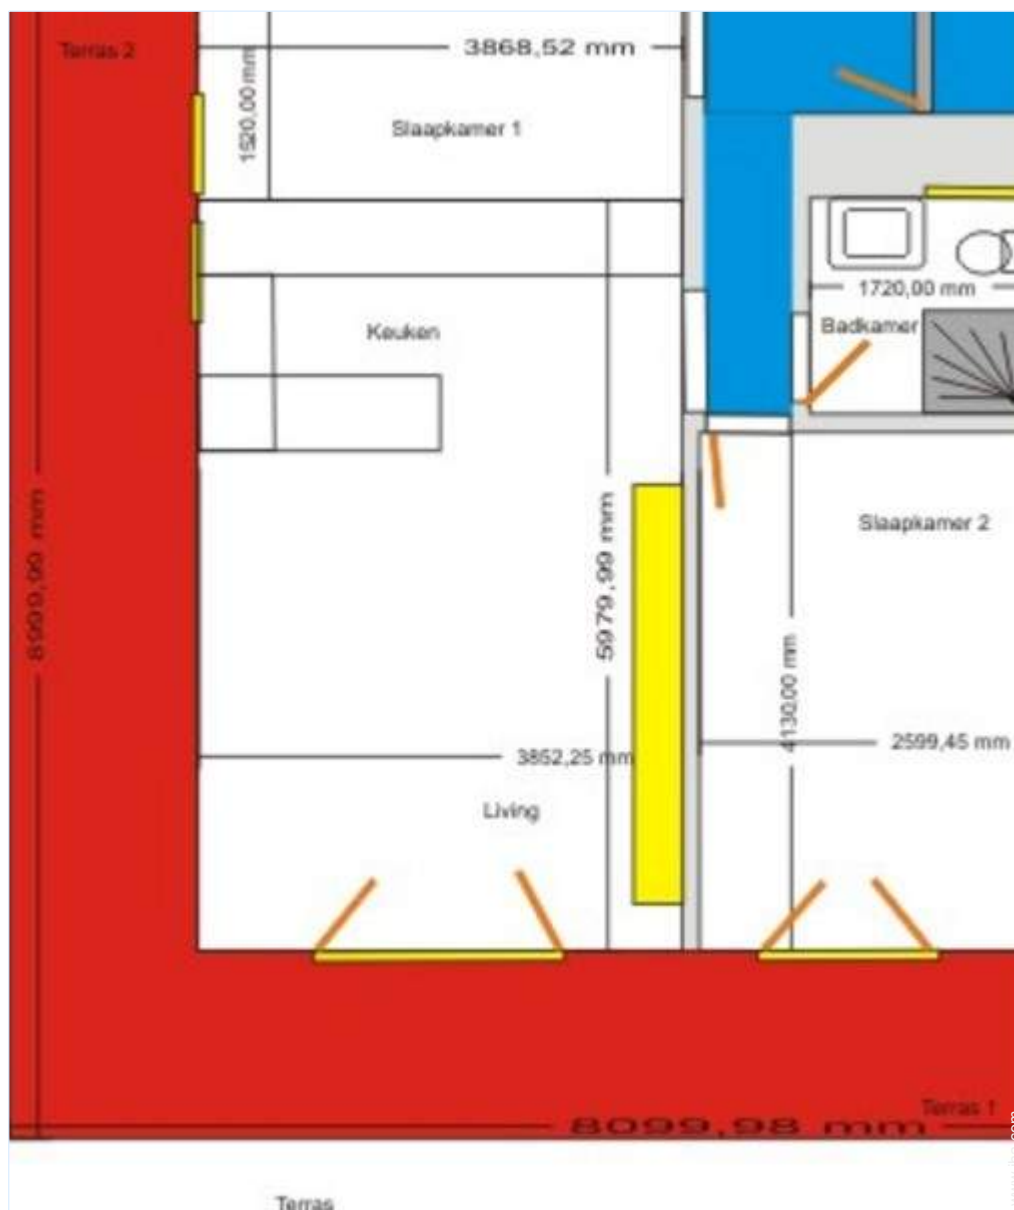 Terras 2
3868,52 mm
1520,00 mm
Slaapkamer 1
1720,00 mm
Keuken
Badkamer
8999,99 mm
5979,99 mm
Slaapkamer 2
4130,00 mm
2599,45 mm
3852,25 mm
Living
Terras 1
8099,98 mm
Terras